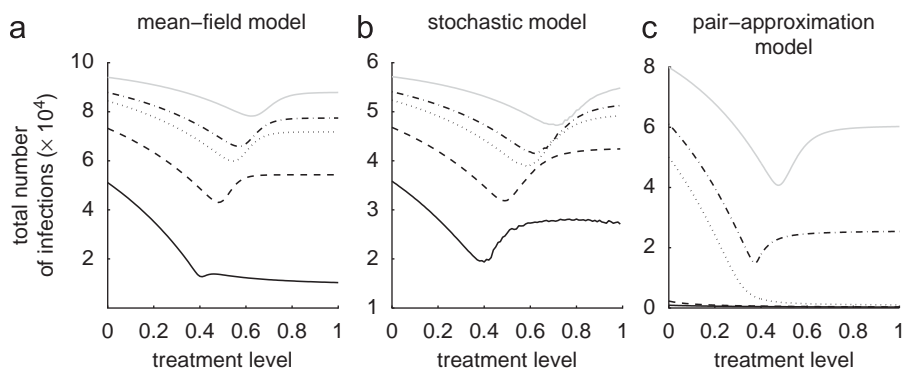 a mean−field model
b stochastic model
c pair−approximation
model
total number
of infections (× 10⁴)
10
8
6
4
2
0 0.2 0.4 0.6 0.8 1
treatment level
6
5
4
3
2
1
0 0.2 0.4 0.6 0.8 1
treatment level
8
6
4
2
0
0 0.2 0.4 0.6 0.8 1
treatment level